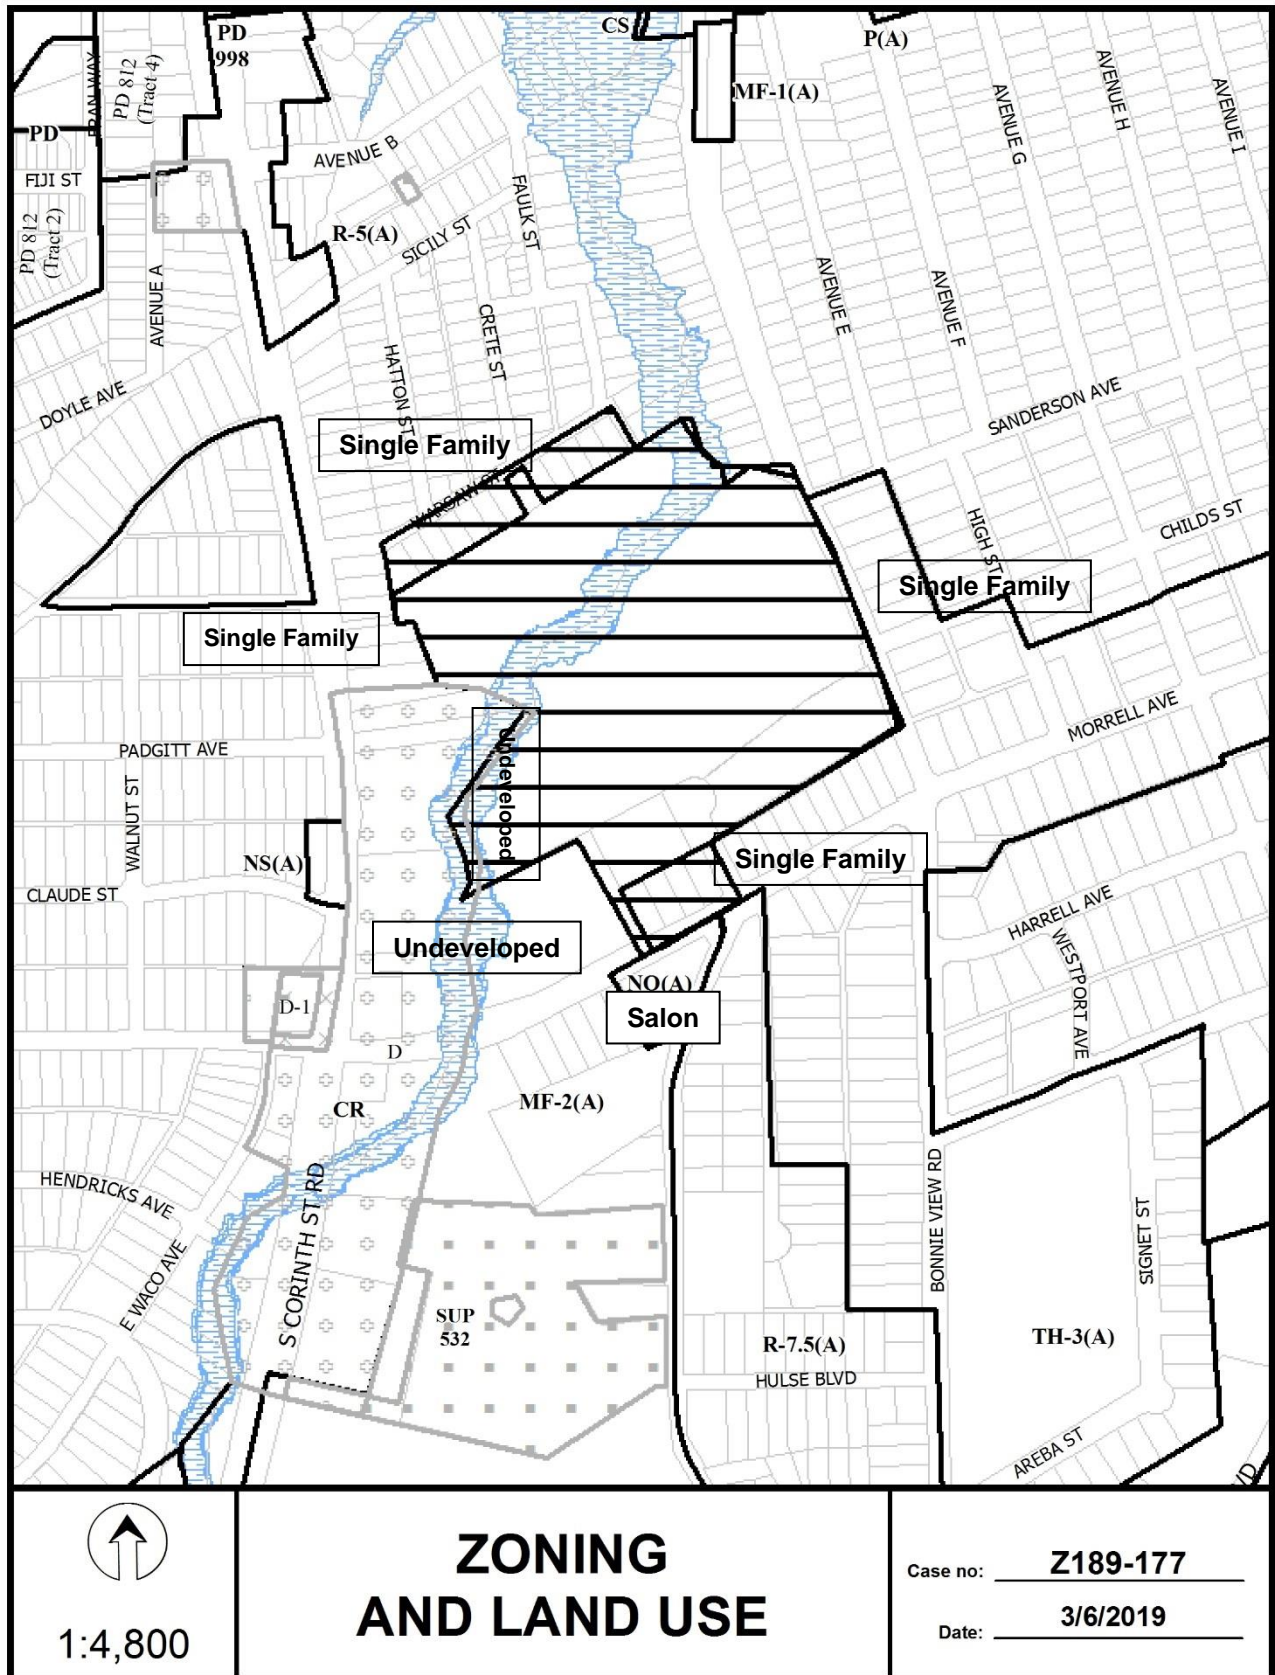 PD
998
CS
P(A)
MF-1(A)
AVENUE G
AVENUE H
AVENUE I
PD 812
(Tract 4)
PD
FIJI ST
AVENUE B
FAULK ST
PD 812
(Tract 2)
R-5(A)
SICILY ST
AVENUE A
AVENUE E
AVENUE F
CRETE ST
HATTON ST
DOYLE AVE
SANDERSON AVE
Single Family
WARSAW ST
HIGH ST
CHILDS ST
Single Family
Single Family
MORRELL AVE
PADGITT AVE
WALNUT ST
Undeveloped
NS(A)
Single Family
CLAUDE ST
HARRELL AVE
WESTPORT AVE
Undeveloped
NO(A)
Salon
D-1
D
CR
MF-2(A)
HENDRICKS AVE
S CORINTH ST RD
BONNIE VIEW RD
SIGNET ST
E WACO AVE
SUP
532
R-7.5(A)
TH-3(A)
HULSE BLVD
AREBA ST
1:4,800
ZONING
AND LAND USE
Case no: Z189-177
Date: 3/6/2019